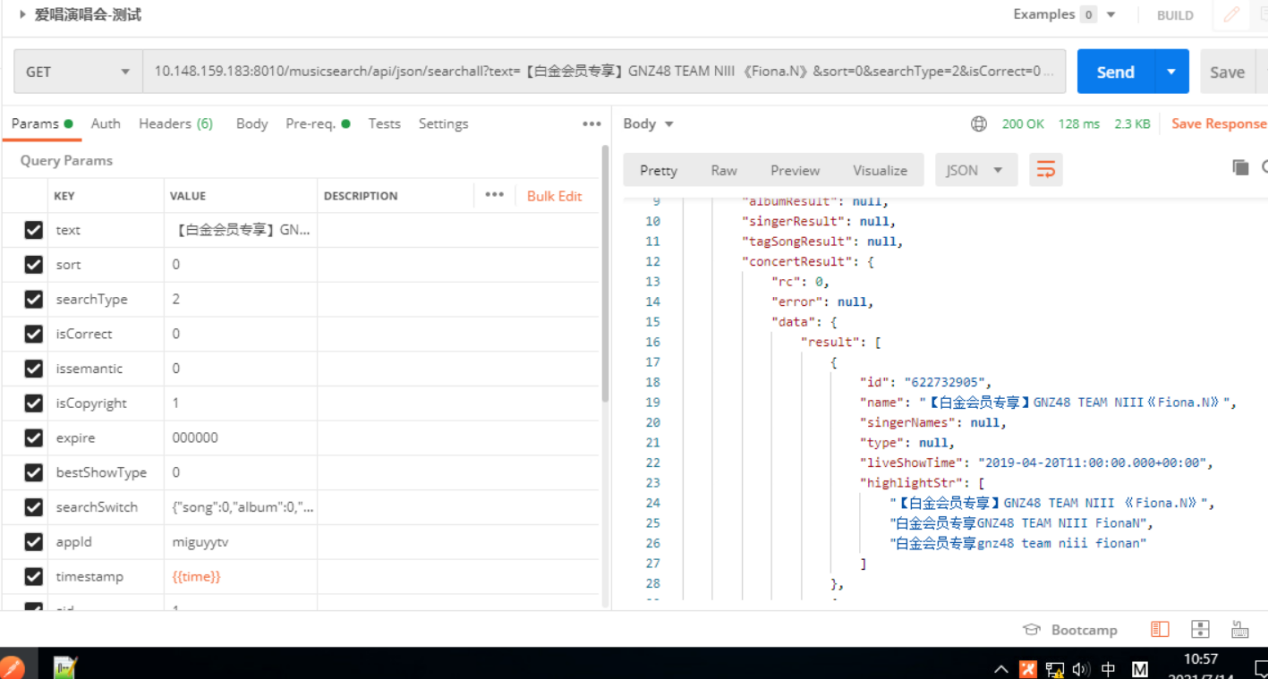 爱唱演唱会-测试
Examples 0
BUILD
GET
10.148.159.183:8010/musicsearch/api/json/searchall?text=【白金会员专享】GNZ48 TEAM NIII 《Fiona.N》&sort=0&searchType=2&isCorrect=0...
Send
Save
Params
Auth
Headers (6)
Body
Pre-req.
Tests
Settings
Body
200 OK
128 ms
2.3 KB
Save Response
Query Params
KEY
VALUE
DESCRIPTION
Bulk Edit
text
【白金会员专享】GN...
sort
0
searchType
2
isCorrect
0
issemantic
0
isCopyright
1
expire
000000
bestShowType
0
searchSwitch
{"song":0,"album":0,"...
appId
miguyytv
timestamp
{{time}}
Pretty
Raw
Preview
Visualize
JSON
9 "albumResult": null,
10 "singerResult": null,
11 "tagSongResult": null,
12 "concertResult": {
13 "rc": 0,
14 "error": null,
15 "data": {
16 "result": [
17 {
18 "id": "622732905",
19 "name": "【白金会员专享】GNZ48 TEAM NIII《Fiona.N》",
20 "singerNames": null,
21 "type": null,
22 "liveShowTime": "2019-04-20T11:00:00.000+00:00",
23 "highlightStr": [
24 "【白金会员专享】GNZ48 TEAM NIII 《Fiona.N》",
25 "白金会员专享GNZ48 TEAM NIII FionaN",
26 "白金会员专享gnz48 team niii fionan"
27 ]
28 },
Bootcamp
中
M
10:57
2021/7/14